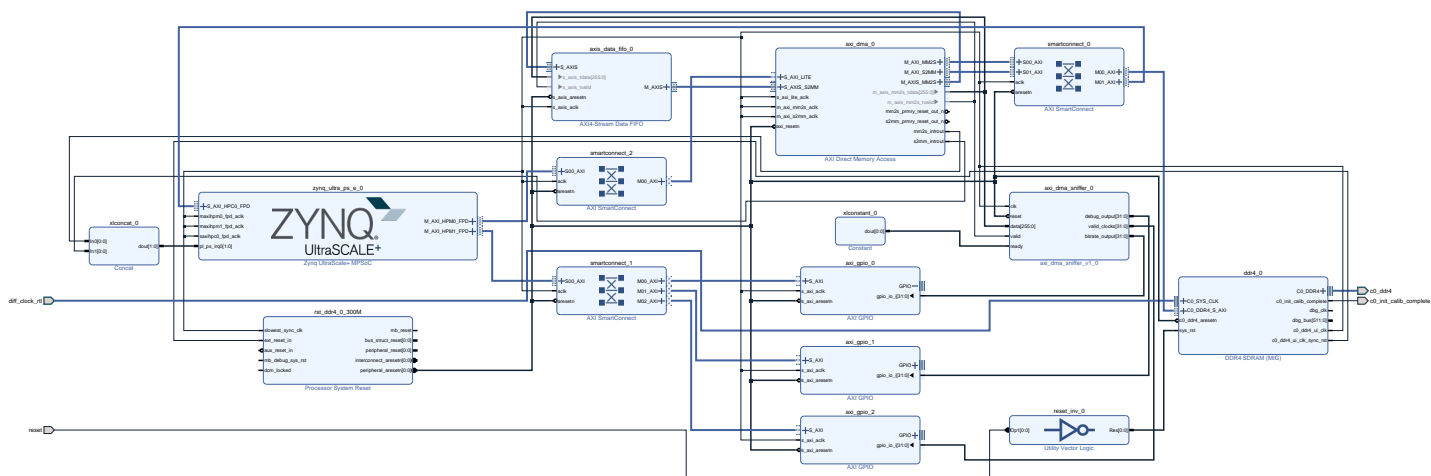 axis_data_fifo_0
S_AXIS
s_axis_tdata[255:0]
s_axis_tvalid
s_axis_aresetn
s_axis_aclk
M_AXIS
AXI4-Stream Data FIFO
axi_dma_0
S_AXI_LITE
S_AXIS_S2MM
s_axi_lite_aclk
m_axi_mm2s_aclk
m_axi_s2mm_aclk
axi_resetn
M_AXI_MM2S
M_AXI_S2MM
M_AXIS_MM2S
m_axis_mm2s_tdata[255:0]
m_axis_mm2s_tvalid
mm2s_prmry_reset_out_n
s2mm_prmry_reset_out_n
mm2s_introut
s2mm_introut
AXI Direct Memory Access
smartconnect_0
S00_AXI
S01_AXI
aclk
aresetn
M00_AXI
M01_AXI
AXI SmartConnect
smartconnect_2
S00_AXI
aclk
aresetn
M00_AXI
AXI SmartConnect
zynq_ultra_ps_e_0
S_AXI_HPC0_FPD
maxihpm0_fpd_aclk
maxihpm1_fpd_aclk
saxihpc0_fpd_aclk
pl_ps_irq0[1:0]
ZYNQ
UltraSCALE+
M_AXI_HPM0_FPD
M_AXI_HPM1_FPD
Zynq UltraScale+ MPSoC
xlconcat_0
In0[0:0]
In1[0:0]
dout[1:0]
Concat
xlconstant_0
dout[0:0]
Constant
axi_dma_sniffer_0
clk
reset
data[255:0]
valid
ready
debug_output[31:0]
valid_clocks[31:0]
bitrate_output[31:0]
axi_dma_sniffer_v1_0
smartconnect_1
S00_AXI
aclk
aresetn
M00_AXI
M01_AXI
M02_AXI
AXI SmartConnect
axi_gpio_0
S_AXI
s_axi_aclk
s_axi_aresetn
GPIO
gpio_io_i[31:0]
AXI GPIO
ddr4_0
C0_SYS_CLK
C0_DDR4_S_AXI
c0_ddr4_aresetn
sys_rst
C0_DDR4
c0_init_calib_complete
dbg_clk
dbg_bus[511:0]
c0_ddr4_ui_clk
c0_ddr4_ui_clk_sync_rst
DDR4 SDRAM (MIG)
c0_ddr4
c0_init_calib_complete
diff_clock_rtl
rst_ddr4_0_300M
slowest_sync_clk
ext_reset_in
aux_reset_in
mb_debug_sys_rst
dcm_locked
mb_reset
bus_struct_reset[0:0]
peripheral_reset[0:0]
interconnect_aresetn[0:0]
peripheral_aresetn[0:0]
Processor System Reset
axi_gpio_1
S_AXI
s_axi_aclk
s_axi_aresetn
GPIO
gpio_io_i[31:0]
AXI GPIO
axi_gpio_2
S_AXI
s_axi_aclk
s_axi_aresetn
GPIO
gpio_io_i[31:0]
AXI GPIO
reset_inv_0
Op1[0:0]
Res[0:0]
Utility Vector Logic
reset